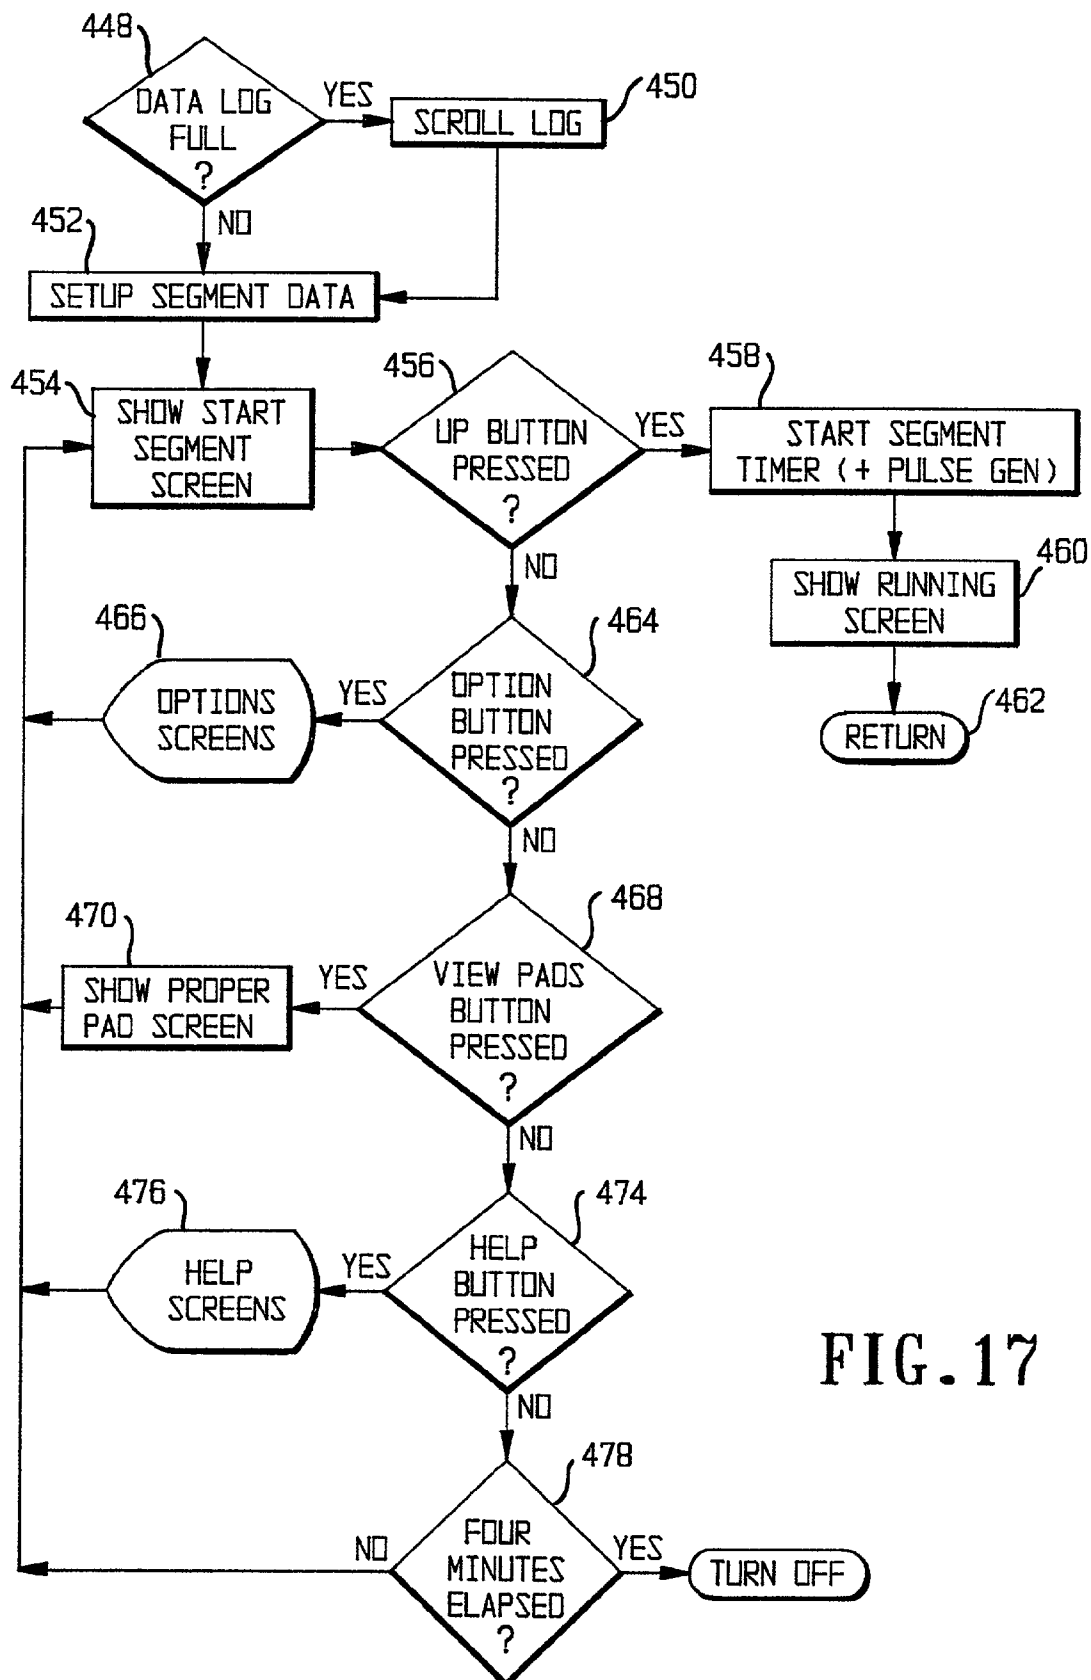 448
DATA LOG
FULL
?
YES
SCROLL LOG
450
NO
452
SETUP SEGMENT DATA
454
SHOW START
SEGMENT
SCREEN
456
UP BUTTON
PRESSED
?
YES
458
START SEGMENT
TIMER (+ PULSE GEN)
NO
460
SHOW RUNNING
SCREEN
462
RETURN
464
OPTION
BUTTON
PRESSED
?
YES
466
OPTIONS
SCREENS
NO
468
VIEW PADS
BUTTON
PRESSED
?
YES
470
SHOW PROPER
PAD SCREEN
NO
474
HELP
BUTTON
PRESSED
?
YES
476
HELP
SCREENS
NO
478
FOUR
MINUTES
ELAPSED
?
NO
YES
TURN OFF
FIG.17